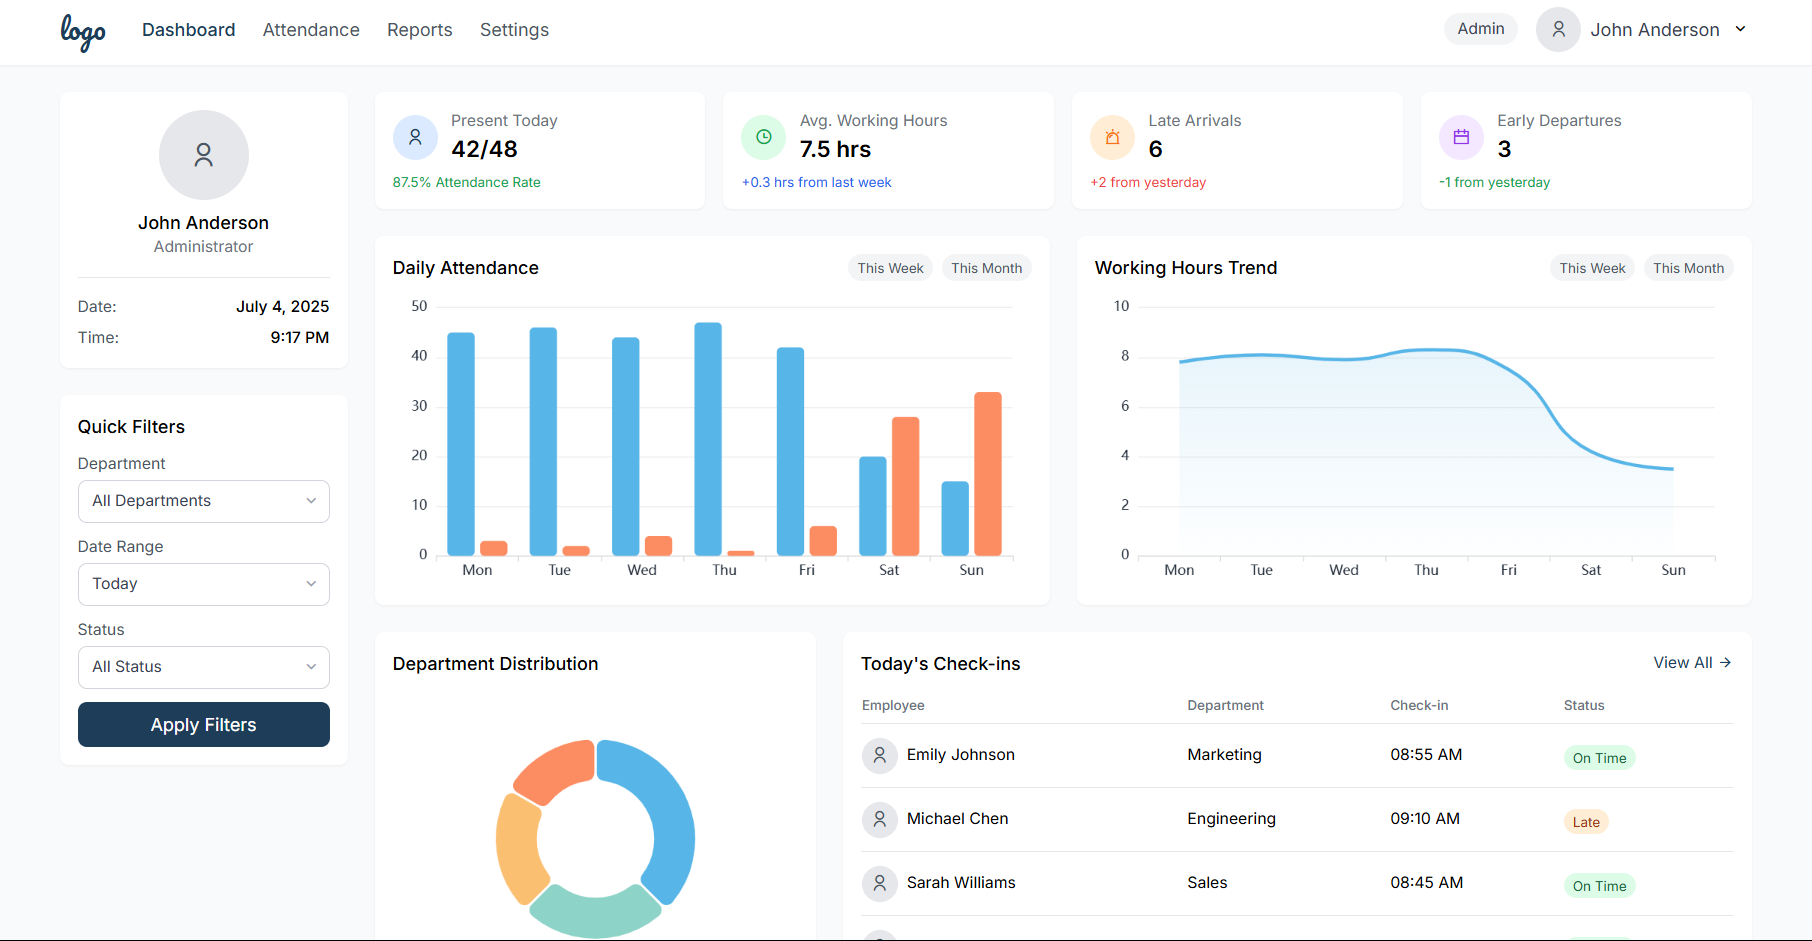 logo
Dashboard Attendance Reports Settings
Admin
John Anderson
John Anderson
Administrator
Date: July 4, 2025
Time: 9:17 PM
Quick Filters
Department
All Departments
Date Range
Today
Status
All Status
Apply Filters
Present Today
42/48
87.5% Attendance Rate
Avg. Working Hours
7.5 hrs
+0.3 hrs from last week
Late Arrivals
6
+2 from yesterday
Early Departures
3
-1 from yesterday
Daily Attendance
This Week This Month
50
40
30
20
10
0
Mon Tue Wed Thu Fri Sat Sun
Working Hours Trend
This Week This Month
10
8
6
4
2
0
Mon Tue Wed Thu Fri Sat Sun
Department Distribution
Today's Check-ins
View All →
Employee Department Check-in Status
Emily Johnson Marketing 08:55 AM On Time
Michael Chen Engineering 09:10 AM Late
Sarah Williams Sales 08:45 AM On Time